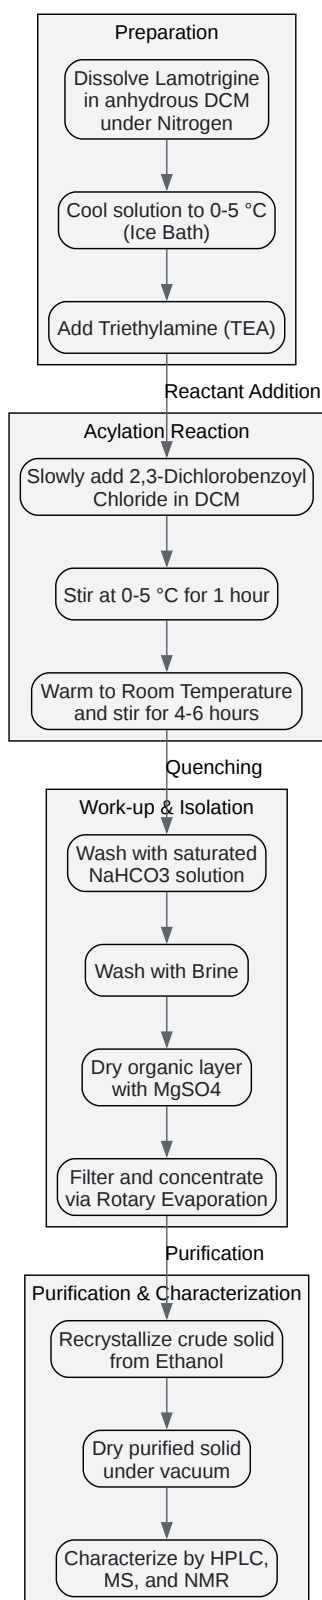 Preparation
Dissolve Lamotrigine
in anhydrous DCM
under Nitrogen
Cool solution to 0-5 °C
(Ice Bath)
Add Triethylamine (TEA)
Reactant Addition
Acylation Reaction
Slowly add 2,3-Dichlorobenzoyl
Chloride in DCM
Stir at 0-5 °C for 1 hour
Warm to Room Temperature
and stir for 4-6 hours
Quenching
Work-up & Isolation
Wash with saturated
NaHCO3 solution
Wash with Brine
Dry organic layer
with MgSO4
Filter and concentrate
via Rotary Evaporation
Purification
Purification & Characterization
Recrystallize crude solid
from Ethanol
Dry purified solid
under vacuum
Characterize by HPLC,
MS, and NMR